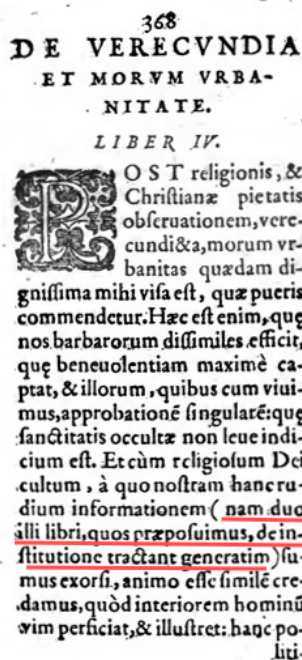 368
DE VERECVNDIA
ET MORVM VRBA-
NITATE.
LIBER IV.
POST religionis, &
Christianæ pietatis
obseruationem, vere-
cundi&a, morum vr-
banitas quædam di-
gnissima mihi visa est, quæ pueris
commendetur. Hæc est enim, quę
nos barbarorum dissimiles efficit,
quę beneuolentiam maximè ca-
ptat, & illorum, quibus cum viui-
mus, approbationē singularē: quę
sanctitatis occultæ non leue indi-
cium est. Et cùm religiosum Dei
cultum, à quo nostram hanc ru-
dium informationem (nam duo
illi libri, quos præposuimus, de in-
stitutione tractant generatim) su-
mus exorsi, animo esse similē cre-
damus, quòd interiorem hominū
vim perficiat, & illustret: hanc po-
liti-